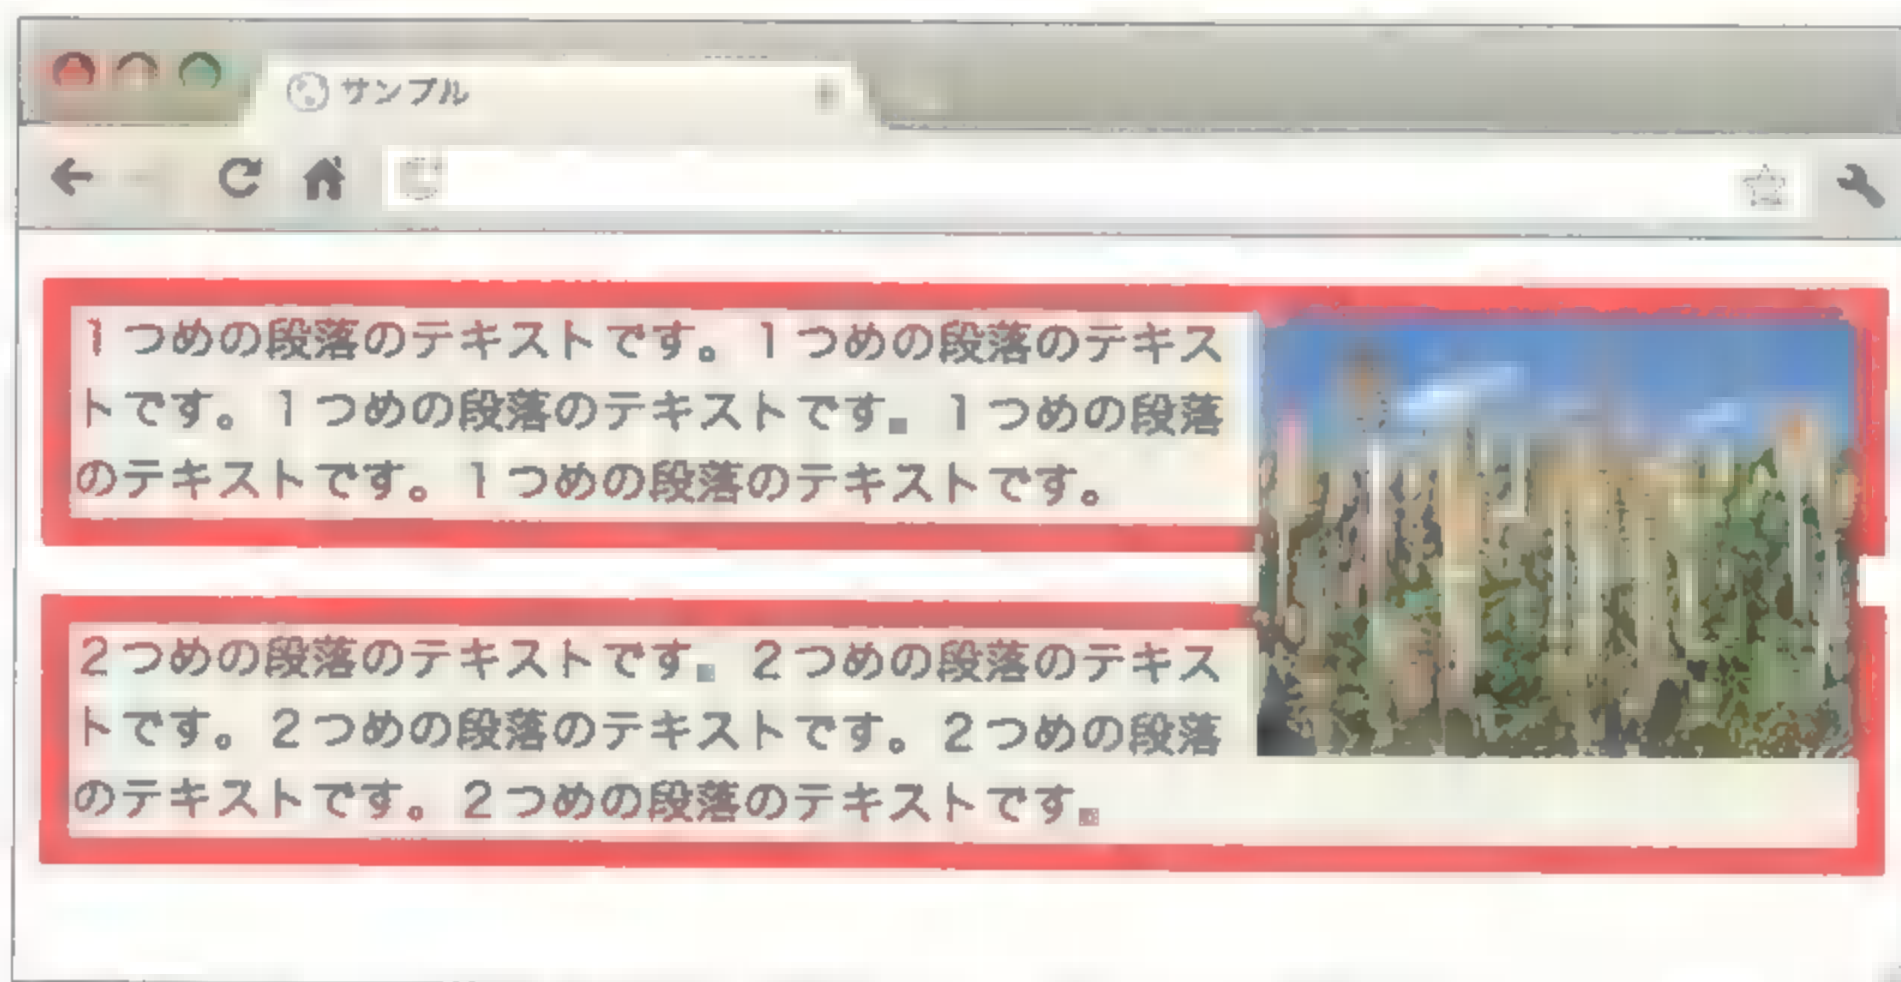 サンプル
1つめの段落のテキストです。1つめの段落のテキス
トです。1つめの段落のテキストです。1つめの段落
のテキストです。1つめの段落のテキストです。
2つめの段落のテキストです。2つめの段落のテキス
トです。2つめの段落のテキストです。2つめの段落
のテキストです。2つめの段落のテキストです。